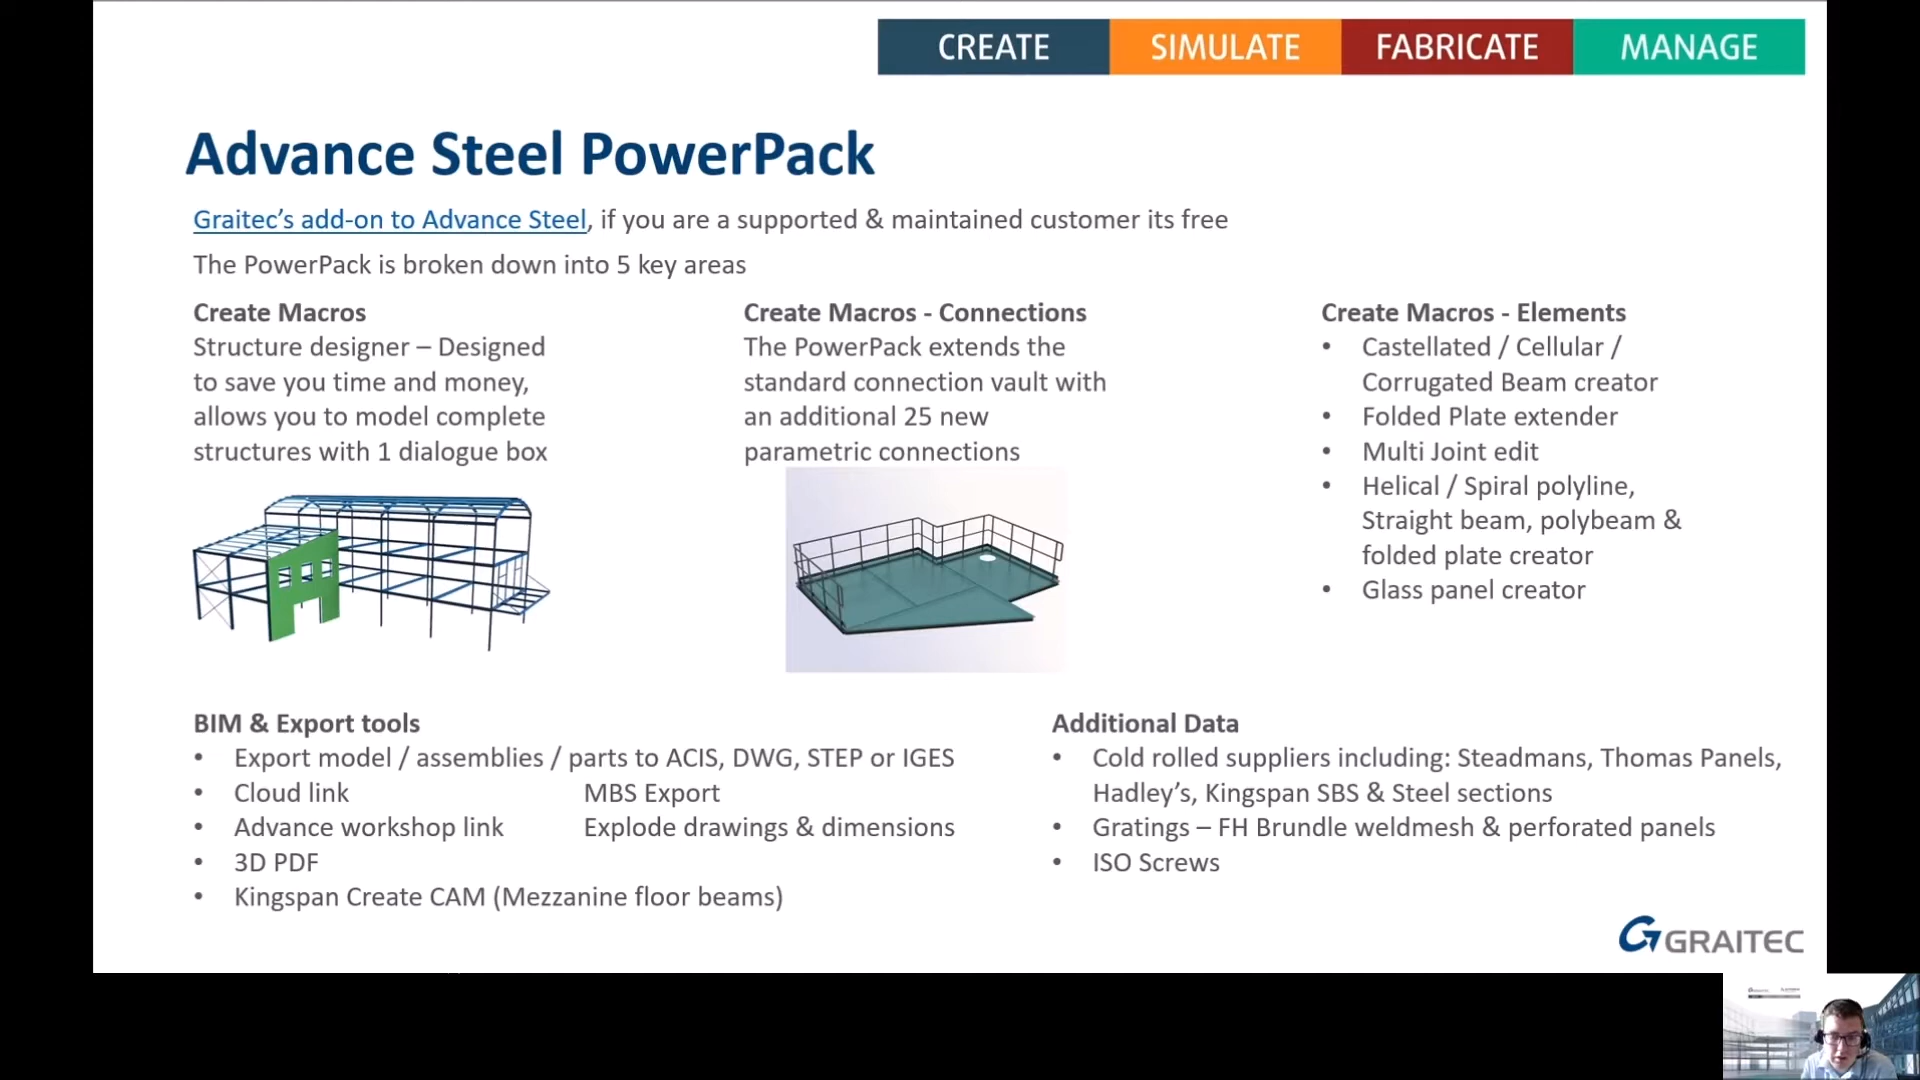 CREATE SIMULATE FABRICATE MANAGE
Advance Steel PowerPack
Graitec's add-on to Advance Steel, if you are a supported & maintained customer its free
The PowerPack is broken down into 5 key areas
Create Macros
Structure designer – Designed
to save you time and money,
allows you to model complete
structures with 1 dialogue box
Create Macros - Connections
The PowerPack extends the
standard connection vault with
an additional 25 new
parametric connections
Create Macros - Elements
• Castellated / Cellular /
Corrugated Beam creator
• Folded Plate extender
• Multi Joint edit
• Helical / Spiral polyline,
Straight beam, polybeam &
folded plate creator
• Glass panel creator
BIM & Export tools
• Export model / assemblies / parts to ACIS, DWG, STEP or IGES
• Cloud link MBS Export
• Advance workshop link Explode drawings & dimensions
• 3D PDF
• Kingspan Create CAM (Mezzanine floor beams)
Additional Data
• Cold rolled suppliers including: Steadmans, Thomas Panels,
Hadley's, Kingspan SBS & Steel sections
• Gratings – FH Brundle weldmesh & perforated panels
• ISO Screws
GRAITEC